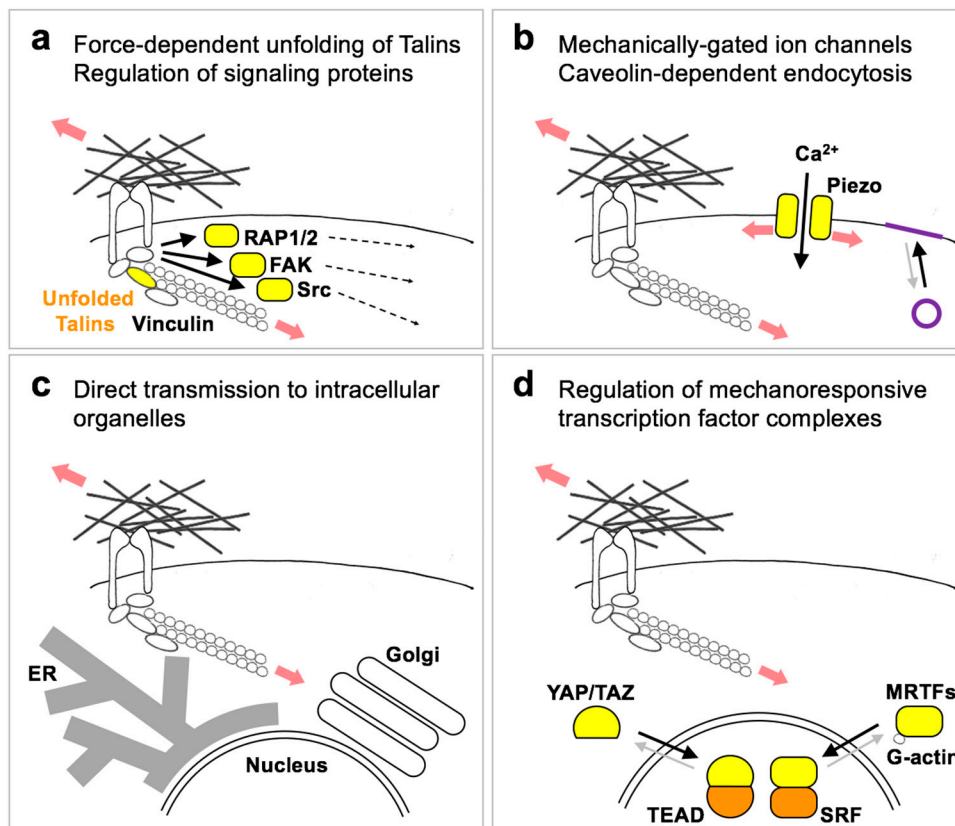 a Force-dependent unfolding of Talins
Regulation of signaling proteins
RAP1/2
FAK
Src
Unfolded
Talins
Vinculin
b Mechanically-gated ion channels
Caveolin-dependent endocytosis
Ca²⁺
Piezo
c Direct transmission to intracellular
organelles
ER
Golgi
Nucleus
d Regulation of mechanoresponsive
transcription factor complexes
YAP/TAZ
MRTFs
G-actin
TEAD
SRF